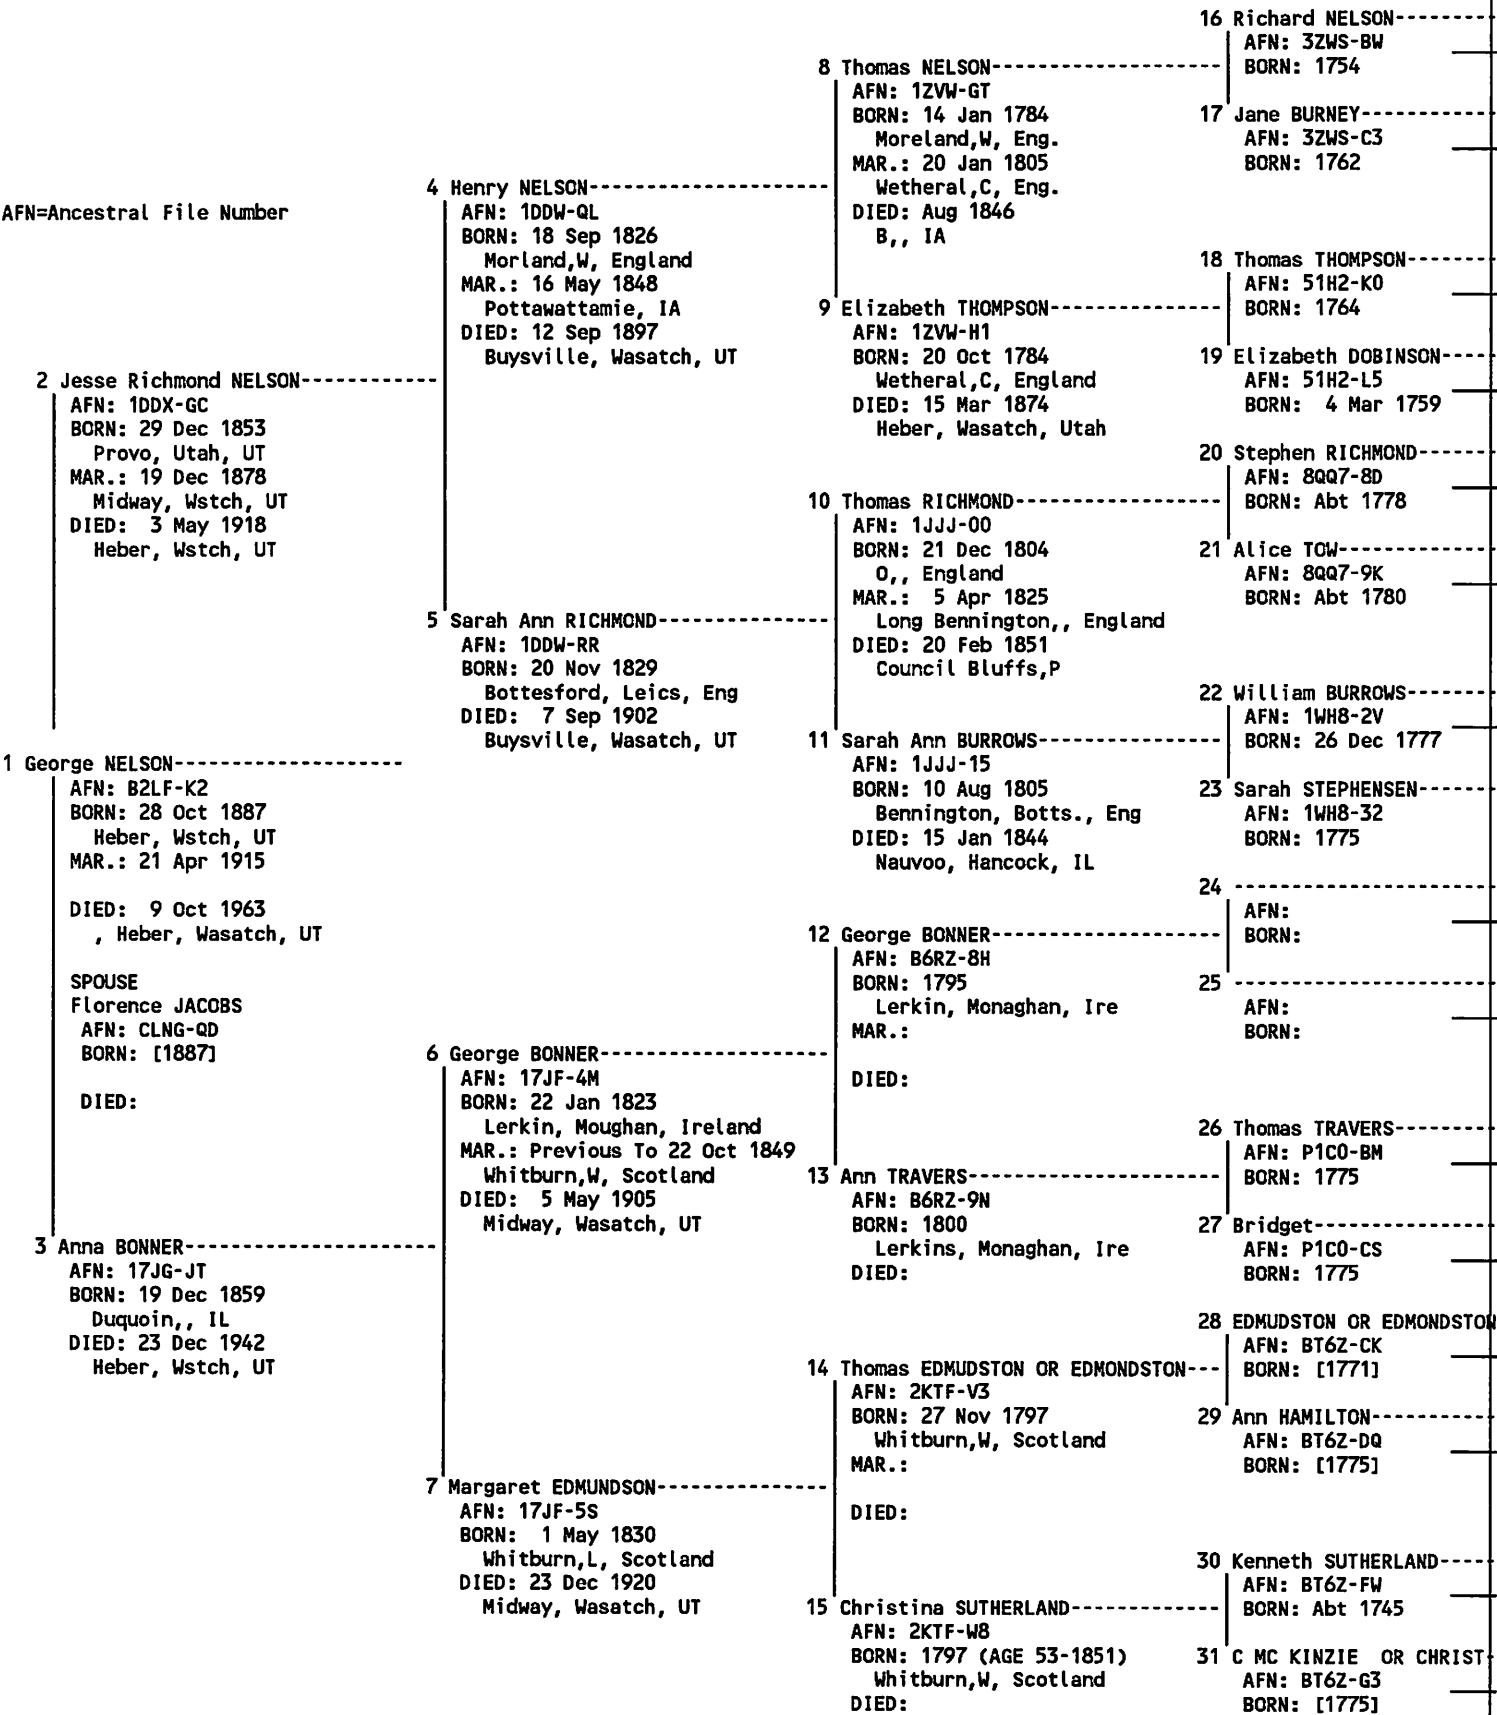 AFN=Ancestral File Number
1 George NELSON-------------------
AFN: B2LF-K2
BORN: 28 Oct 1887
Heber, Wstch, UT
MAR.: 21 Apr 1915
DIED: 9 Oct 1963
, Heber, Wasatch, UT
SPOUSE
Florence JACOBS
AFN: CLNG-QD
BORN: [1887]
DIED:
2 Jesse Richmond NELSON------------
AFN: 1DDX-GC
BORN: 29 Dec 1853
Provo, Utah, UT
MAR.: 19 Dec 1878
Midway, Wstch, UT
DIED: 3 May 1918
Heber, Wstch, UT
3 Anna BONNER----------------------
AFN: 17JG-JT
BORN: 19 Dec 1859
Duquoin,, IL
DIED: 23 Dec 1942
Heber, Wstch, UT
4 Henry NELSON--------------------
AFN: 1DDW-QL
BORN: 18 Sep 1826
Morland,W, England
MAR.: 16 May 1848
Pottawattamie, IA
DIED: 12 Sep 1897
Buysville, Wasatch, UT
5 Sarah Ann RICHMOND---------------
AFN: 1DDW-RR
BORN: 20 Nov 1829
Bottesford, Leics, Eng
DIED: 7 Sep 1902
Buysville, Wasatch, UT
6 George BONNER-------------------
AFN: 17JF-4M
BORN: 22 Jan 1823
Lerkin, Moughan, Ireland
MAR.: Previous To 22 Oct 1849
Whitburn,W, Scotland
DIED: 5 May 1905
Midway, Wasatch, UT
7 Margaret EDMUNDSON---------------
AFN: 17JF-5S
BORN: 1 May 1830
Whitburn,L, Scotland
DIED: 23 Dec 1920
Midway, Wasatch, UT
8 Thomas NELSON--------------------
AFN: 1ZVW-GT
BORN: 14 Jan 1784
Moreland,W, Eng.
MAR.: 20 Jan 1805
Wetheral,C, Eng.
DIED: Aug 1846
B,, IA
9 Elizabeth THOMPSON---------------
AFN: 1ZVW-H1
BORN: 20 Oct 1784
Wetheral,C, England
DIED: 15 Mar 1874
Heber, Wasatch, Utah
10 Thomas RICHMOND------------------
AFN: 1JJJ-00
BORN: 21 Dec 1804
O,, England
MAR.: 5 Apr 1825
Long Bennington,, England
DIED: 20 Feb 1851
Council Bluffs,P
11 Sarah Ann BURROWS----------------
AFN: 1JJJ-15
BORN: 10 Aug 1805
Bennington, Botts., Eng
DIED: 15 Jan 1844
Nauvoo, Hancock, IL
12 George BONNER--------------------
AFN: B6RZ-8H
BORN: 1795
Lerkin, Monaghan, Ire
MAR.:
DIED:
13 Ann TRAVERS----------------------
AFN: B6RZ-9N
BORN: 1800
Lerkins, Monaghan, Ire
DIED:
14 Thomas EDMUDSTON OR EDMONDSTON---
AFN: 2KTF-V3
BORN: 27 Nov 1797
Whitburn,W, Scotland
MAR.:
DIED:
15 Christina SUTHERLAND-------------
AFN: 2KTF-W8
BORN: 1797 (AGE 53-1851)
Whitburn,W, Scotland
DIED:
16 Richard NELSON---------
AFN: 3ZWS-BW
BORN: 1754
17 Jane BURNEY------------
AFN: 3ZWS-C3
BORN: 1762
18 Thomas THOMPSON--------
AFN: 51H2-K0
BORN: 1764
19 Elizabeth DOBINSON-----
AFN: 51H2-L5
BORN: 4 Mar 1759
20 Stephen RICHMOND-------
AFN: 8QQ7-8D
BORN: Abt 1778
21 Alice TOW--------------
AFN: 8QQ7-9K
BORN: Abt 1780
22 William BURROWS--------
AFN: 1WH8-2V
BORN: 26 Dec 1777
23 Sarah STEPHENSEN-------
AFN: 1WH8-32
BORN: 1775
24 ------------------------
AFN:
BORN:
25 ------------------------
AFN:
BORN:
26 Thomas TRAVERS---------
AFN: P1C0-BM
BORN: 1775
27 Bridget----------------
AFN: P1C0-CS
BORN: 1775
28 EDMUDSTON OR EDMONDSTON
AFN: BT6Z-CK
BORN: [1771]
29 Ann HAMILTON-----------
AFN: BT6Z-DQ
BORN: [1775]
30 Kenneth SUTHERLAND-----
AFN: BT6Z-FW
BORN: Abt 1745
31 C MC KINZIE OR CHRIST-
AFN: BT6Z-G3
BORN: [1775]